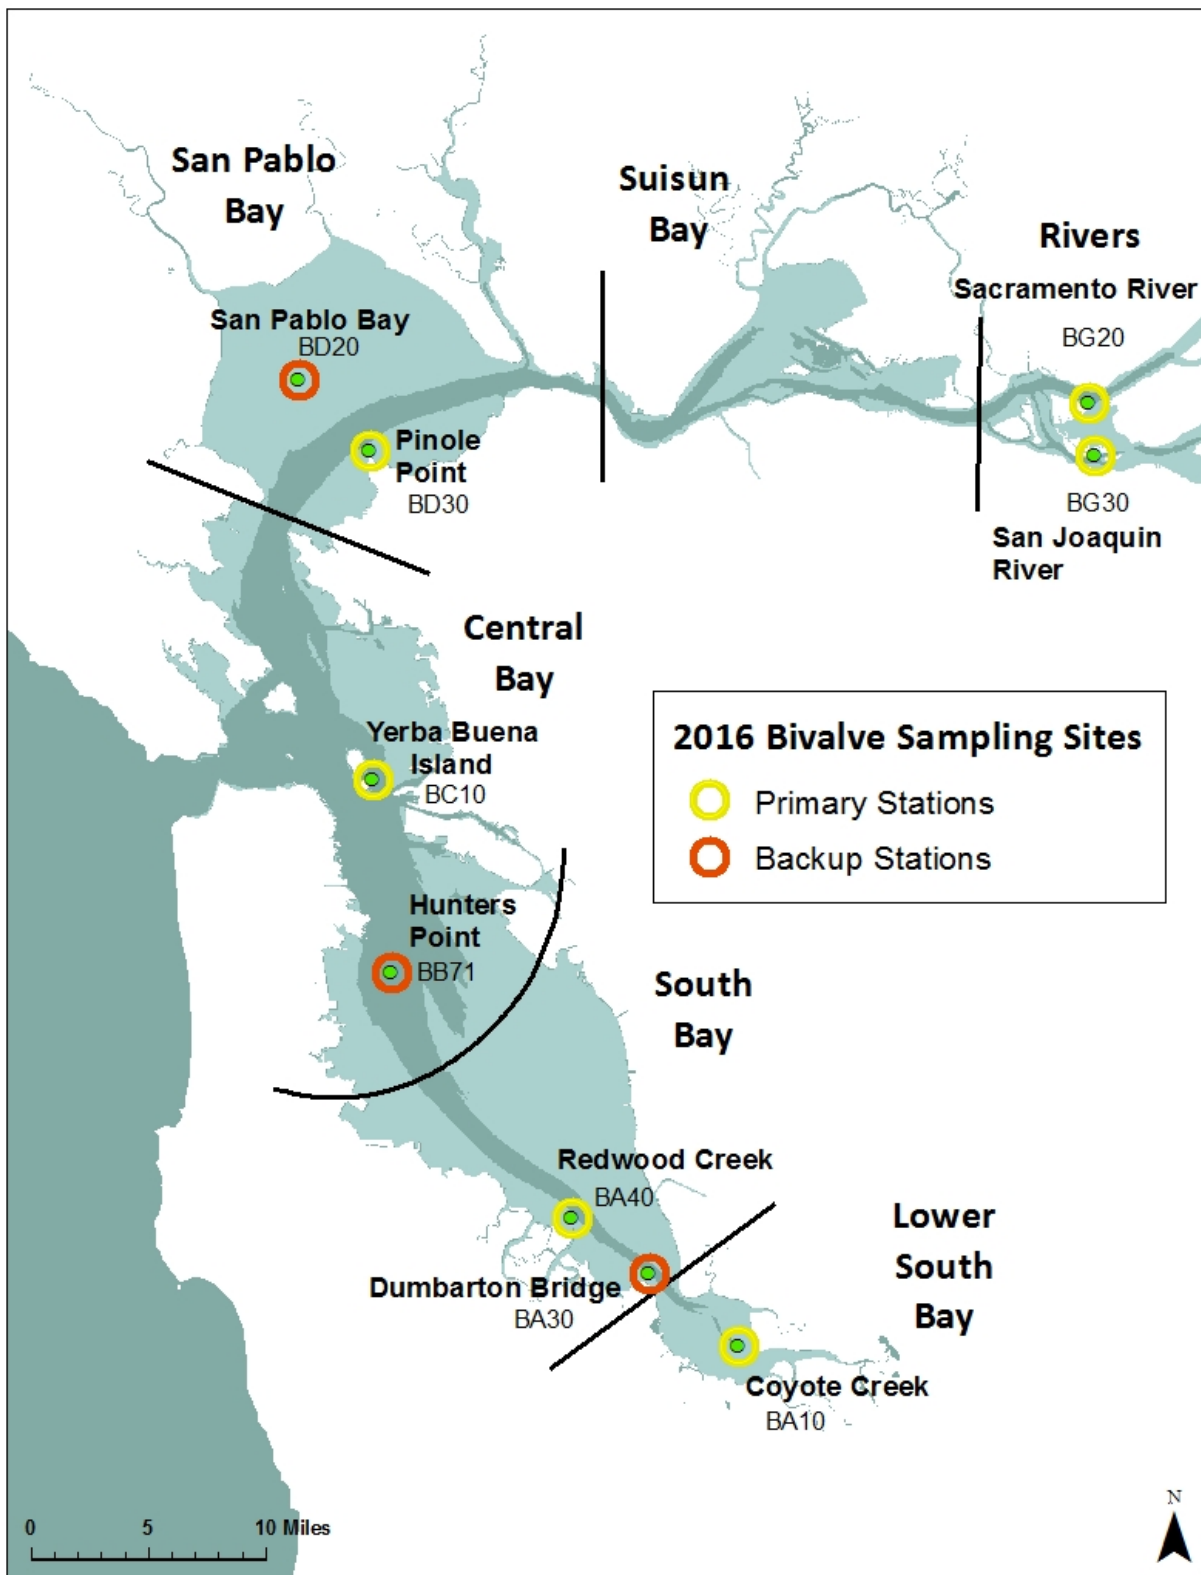 San Pablo
Bay
Suisun
Bay
Rivers
Sacramento River
BG20
San Pablo Bay
BD20
Pinole
Point
BD30
BG30
San Joaquin
River
Central
Bay
Yerba Buena
Island
BC10
2016 Bivalve Sampling Sites
Primary Stations
Backup Stations
Hunters
Point
BB71
South
Bay
Redwood Creek
BA40
Lower
South
Bay
Dumbarton Bridge
BA30
Coyote Creek
BA10
0 5 10 Miles
N